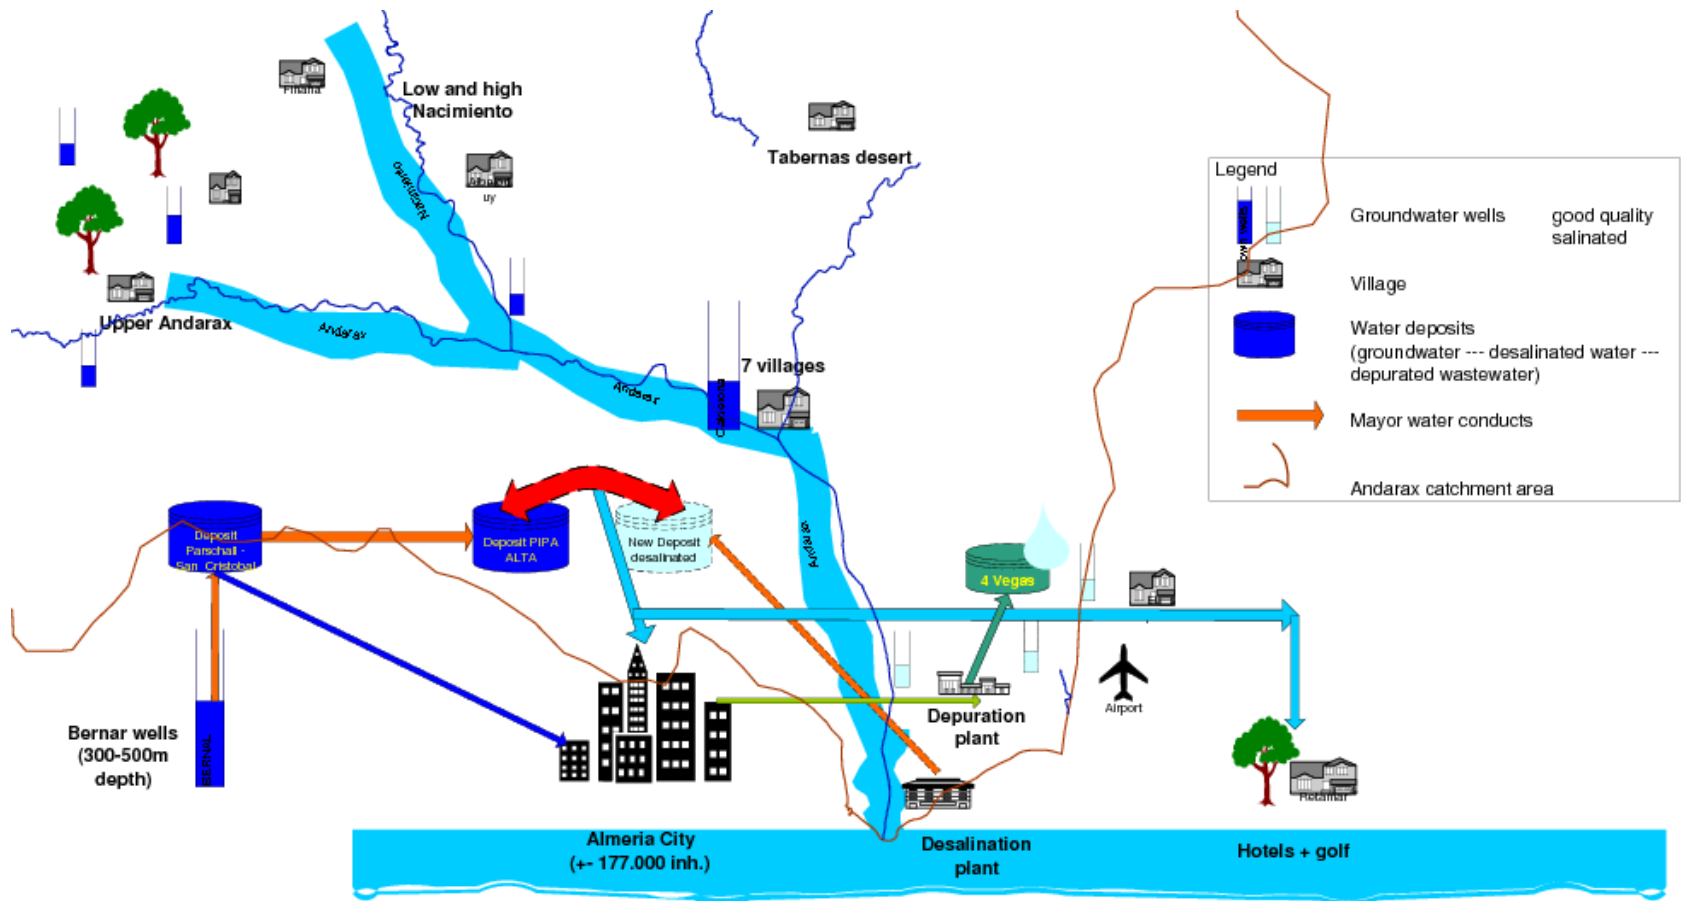 Finana
Low and high
Nacimiento
Nacimiento
uy
Tabernas desert
Upper Andarax
Andarax
Andarax
7 villages
Andarax
Legend
Groundwater wells
good quality
salinated
Village
Water deposits
(groundwater --- desalinated water ---
depurated wastewater)
Mayor water conducts
Andarax catchment area
Deposit
Parschall -
San Cristobal
Deposit PIPA
ALTA
New Deposit
desalinated
4 Vegas
Bernar wells
(300-500m
depth)
BERNAL
Depuration
plant
Airport
Retamar
Almeria City
(+- 177.000 inh.)
Desalination
plant
Hotels + golf